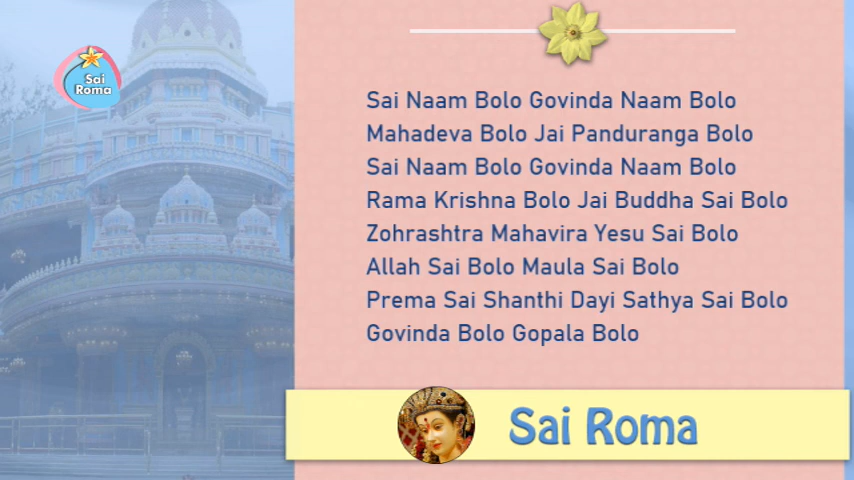 Sai
Roma
Sai Naam Bolo Govinda Naam Bolo
Mahadeva Bolo Jai Panduranga Bolo
Sai Naam Bolo Govinda Naam Bolo
Rama Krishna Bolo Jai Buddha Sai Bolo
Zohrashtra Mahavira Yesu Sai Bolo
Allah Sai Bolo Maula Sai Bolo
Prema Sai Shanthi Dayi Sathya Sai Bolo
Govinda Bolo Gopala Bolo
Sai Roma